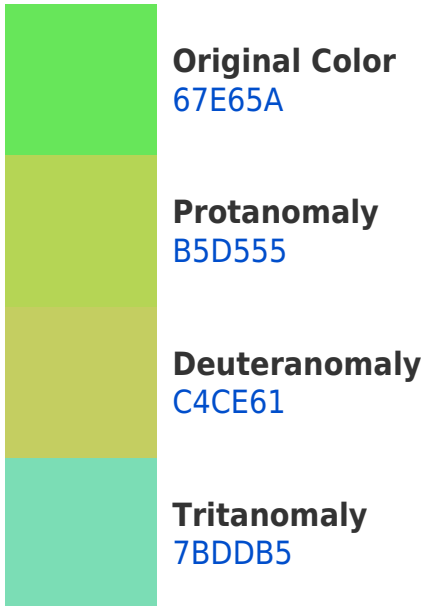 Original Color
67E65A
Protanomaly
B5D555
Deuteranomaly
C4CE61
Tritanomaly
7BDDB5